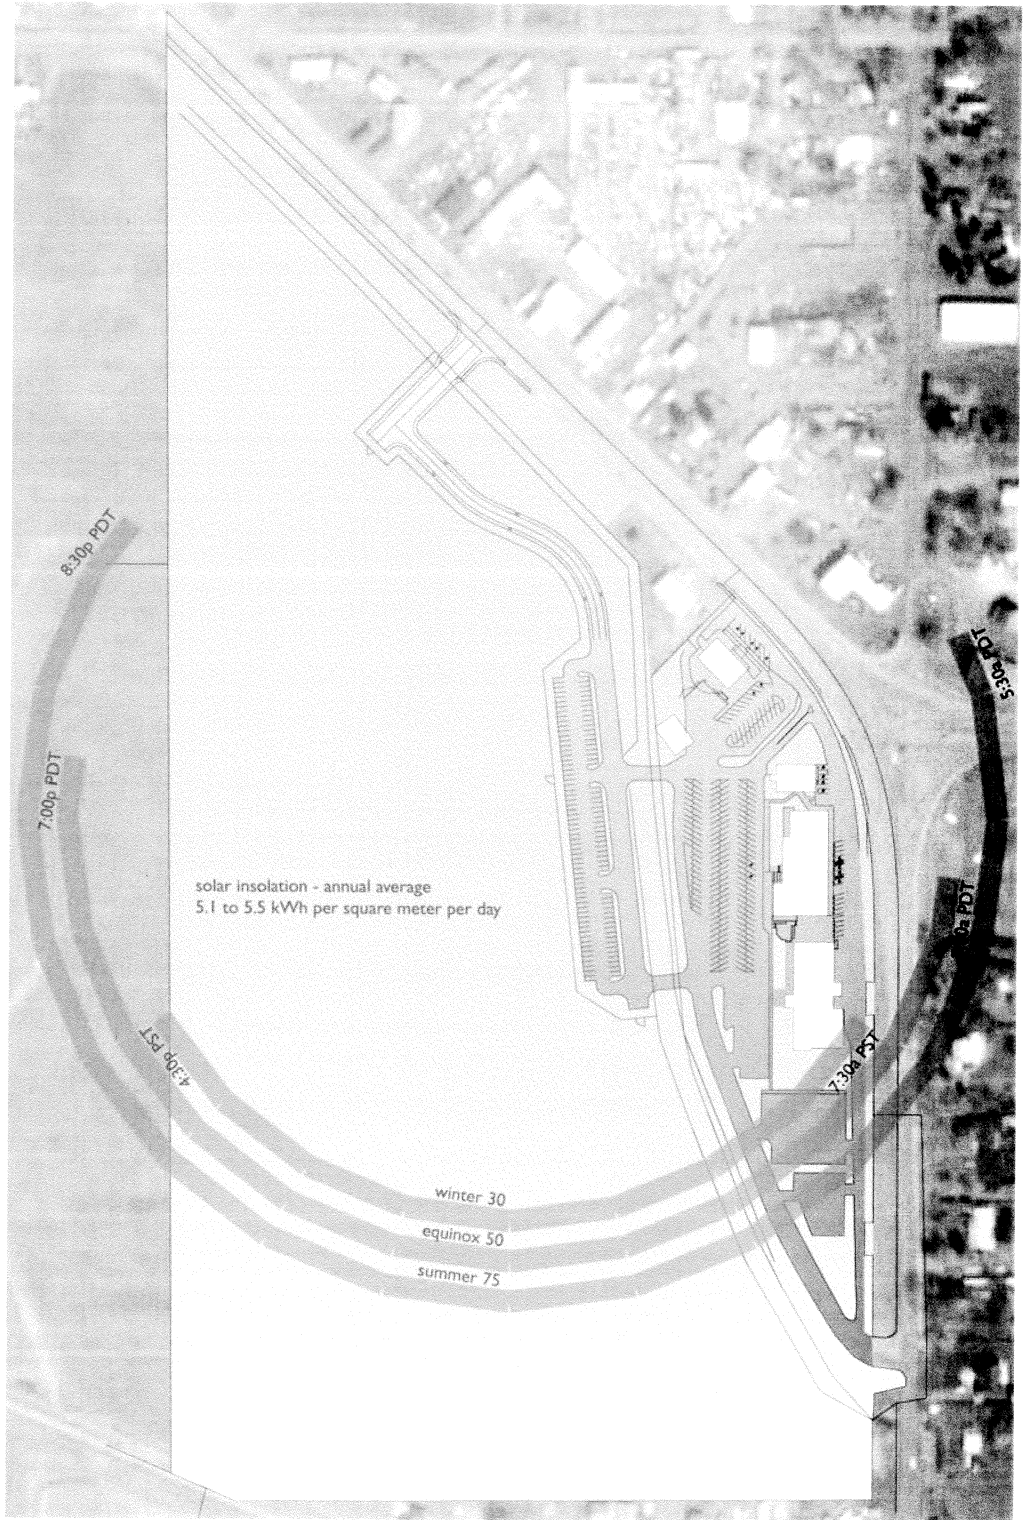 8:30p PDT
5:30a PDT
7:00p PDT
solar insolation - annual average
5.1 to 5.5 kWh per square meter per day
PDT
4:30p PST
7:30a PST
winter 30
equinox 50
summer 75